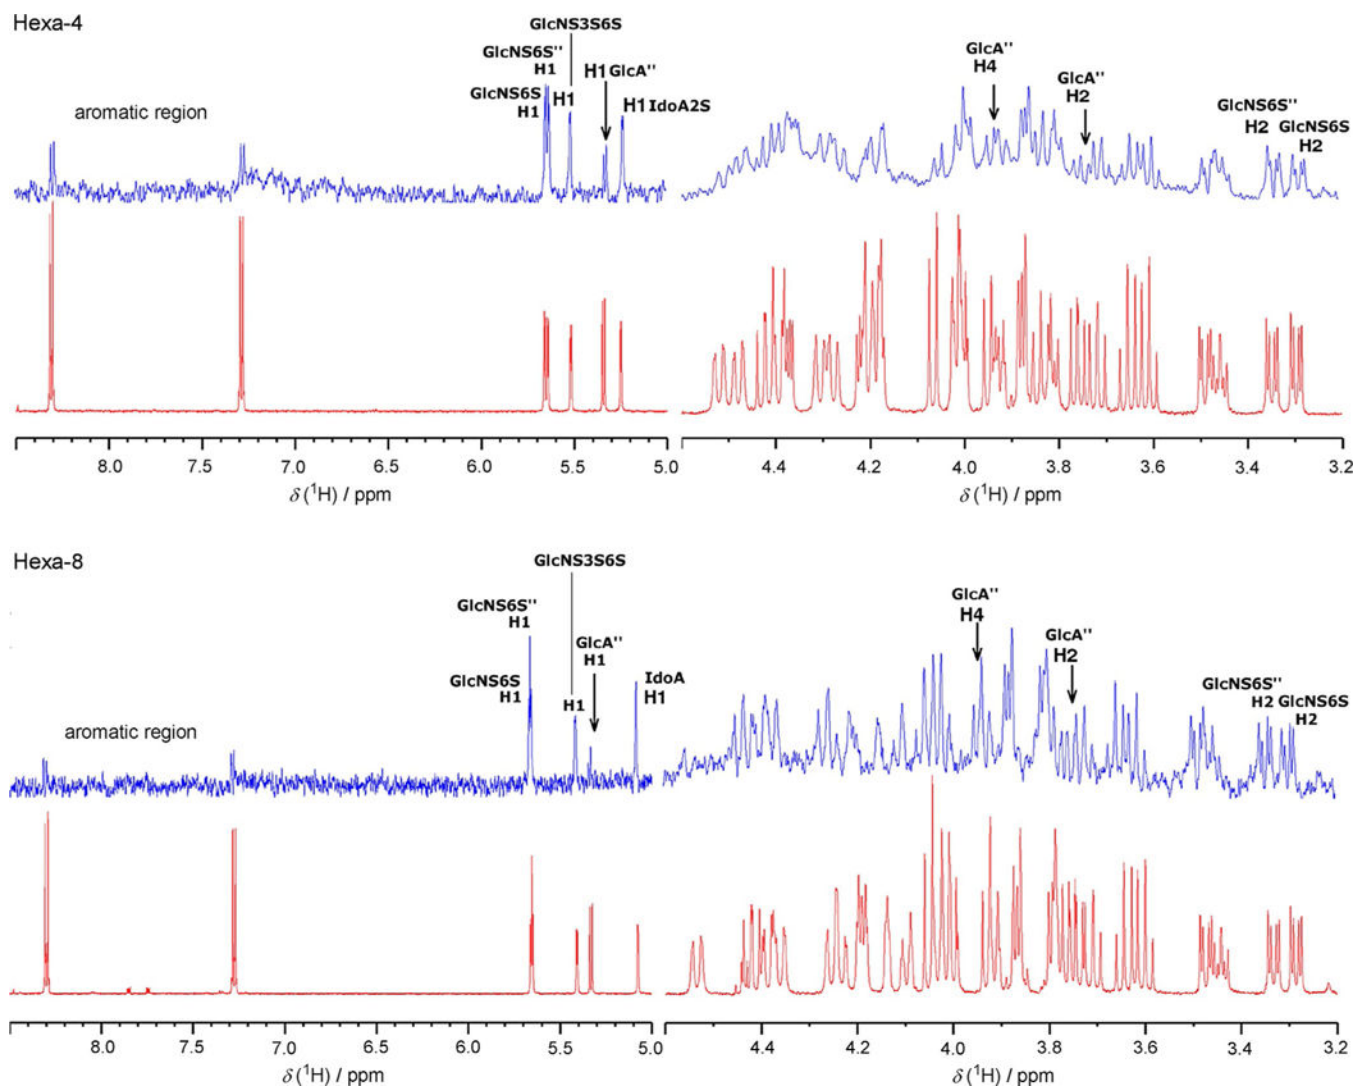 Hexa-4
GlcNS3S6S
GlcNS6S''
H1
GlcNS6S
H1
H1
H1 GlcA''
H1 IdoA2S
aromatic region
GlcA''
H4
GlcA''
H2
GlcNS6S''
H2
GlcNS6S
H2
8.0 7.5 7.0 6.5 6.0 5.5 5.0
4.4 4.2 4.0 3.8 3.6 3.4 3.2
δ (¹H) / ppm
δ (¹H) / ppm
Hexa-8
GlcNS3S6S
GlcNS6S''
H1
GlcNS6S
H1
H1
GlcA''
H1
IdoA
H1
aromatic region
GlcA''
H4
GlcA''
H2
GlcNS6S''
H2
GlcNS6S
H2
8.0 7.5 7.0 6.5 6.0 5.5 5.0
4.4 4.2 4.0 3.8 3.6 3.4 3.2
δ (¹H) / ppm
δ (¹H) / ppm